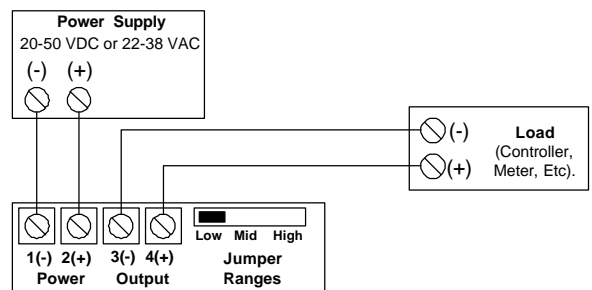 Power Supply
20-50 VDC or 22-38 VAC
(-) (+)
(-) Load
(Controller,
(+) Meter, Etc).
Low Mid High
1(-) 2(+) 3(-) 4(+) Jumper
Power Output Ranges